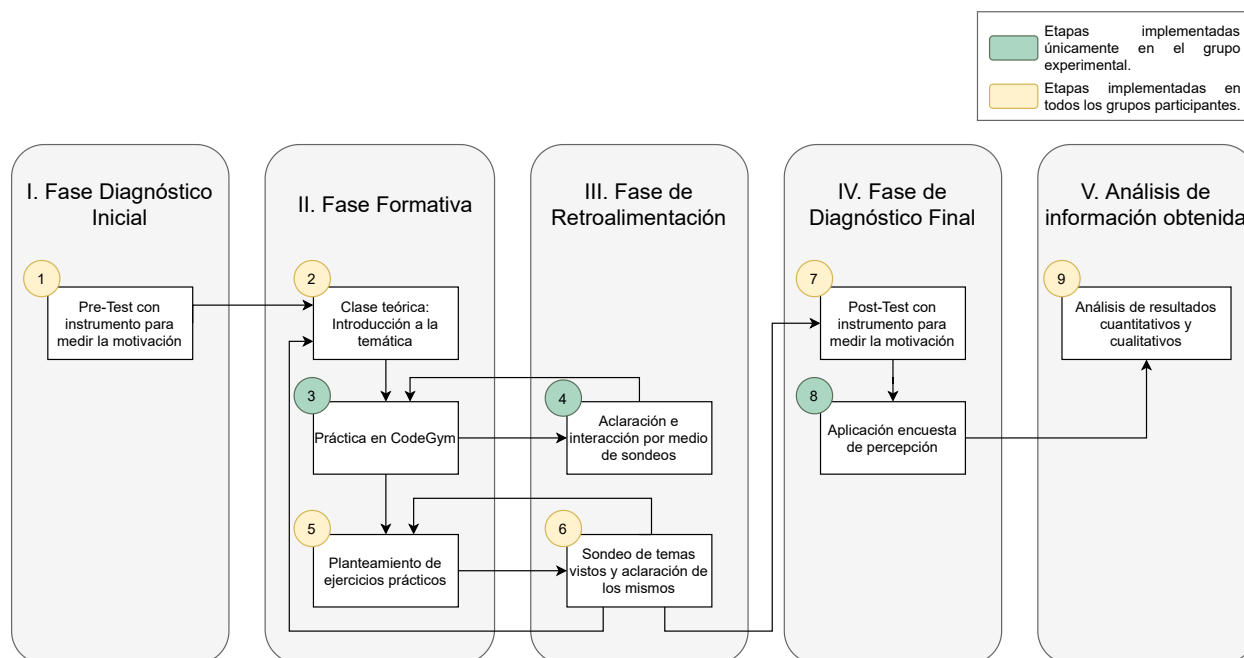 Etapas implementadas
únicamente en el grupo
experimental.
Etapas implementadas en
todos los grupos participantes.
I. Fase Diagnóstico
Inicial
1
Pre-Test con
instrumento para
medir la motivación
II. Fase Formativa
2
Clase teórica:
Introducción a la
temática
3
Práctica en CodeGym
5
Planteamiento de
ejercicios prácticos
III. Fase de
Retroalimentación
4
Aclaración e
interacción por medio
de sondeos
6
Sondeo de temas
vistos y aclaración de
los mismos
IV. Fase de
Diagnóstico Final
7
Post-Test con
instrumento para
medir la motivación
8
Aplicación encuesta
de percepción
V. Análisis de
información obtenida
9
Análisis de resultados
cuantitativos y
cualitativos